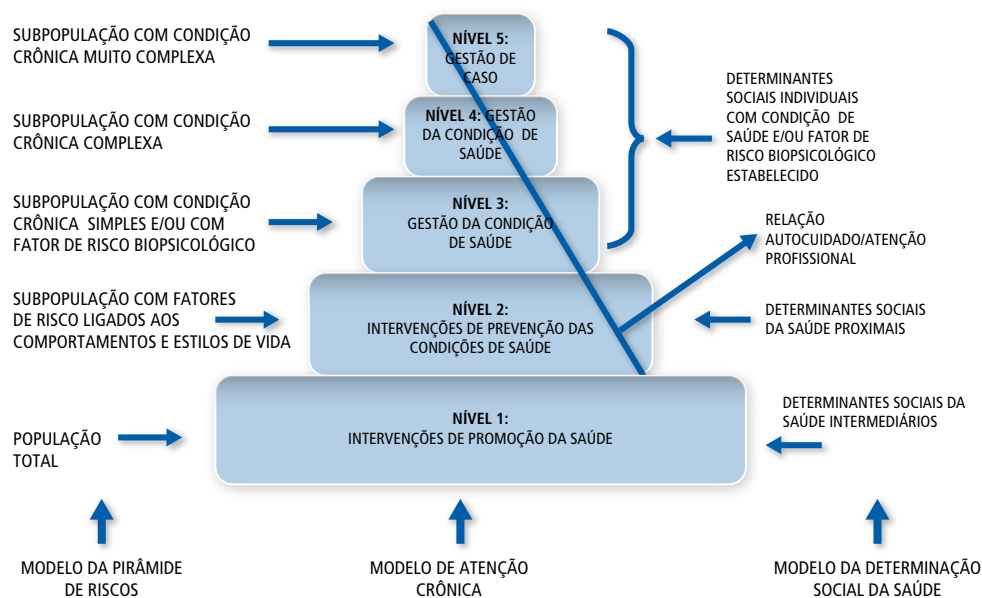 SUBPOPULAÇÃO COM CONDIÇÃO
CRÔNICA MUITO COMPLEXA
SUBPOPULAÇÃO COM CONDIÇÃO
CRÔNICA COMPLEXA
SUBPOPULAÇÃO COM CONDIÇÃO
CRÔNICA SIMPLES E/OU COM
FATOR DE RISCO BIOPSICOLÓGICO
SUBPOPULAÇÃO COM FATORES
DE RISCO LIGADOS AOS
COMPORTAMENTOS E ESTILOS DE VIDA
POPULAÇÃO
TOTAL
MODELO DA PIRÂMIDE
DE RISCOS
NÍVEL 5:
GESTÃO DE
CASO
NÍVEL 4: GESTÃO
DA CONDIÇÃO DE
SAÚDE
NÍVEL 3:
GESTÃO DA CONDIÇÃO
DE SAÚDE
NÍVEL 2:
INTERVENÇÕES DE PREVENÇÃO DAS
CONDIÇÕES DE SAÚDE
NÍVEL 1:
INTERVENÇÕES DE PROMOÇÃO DA SAÚDE
MODELO DE ATENÇÃO
CRÔNICA
DETERMINANTES
SOCIAIS INDIVIDUAIS
COM CONDIÇÃO DE
SAÚDE E/OU FATOR DE
RISCO BIOPSICOLÓGICO
ESTABELECIDO
RELAÇÃO
AUTOCUIDADO/ATENÇÃO
PROFISSIONAL
DETERMINANTES SOCIAIS
DA SAÚDE PROXIMAIS
DETERMINANTES SOCIAIS DA
SAÚDE INTERMEDIÁRIOS
MODELO DA DETERMINAÇÃO
SOCIAL DA SAÚDE